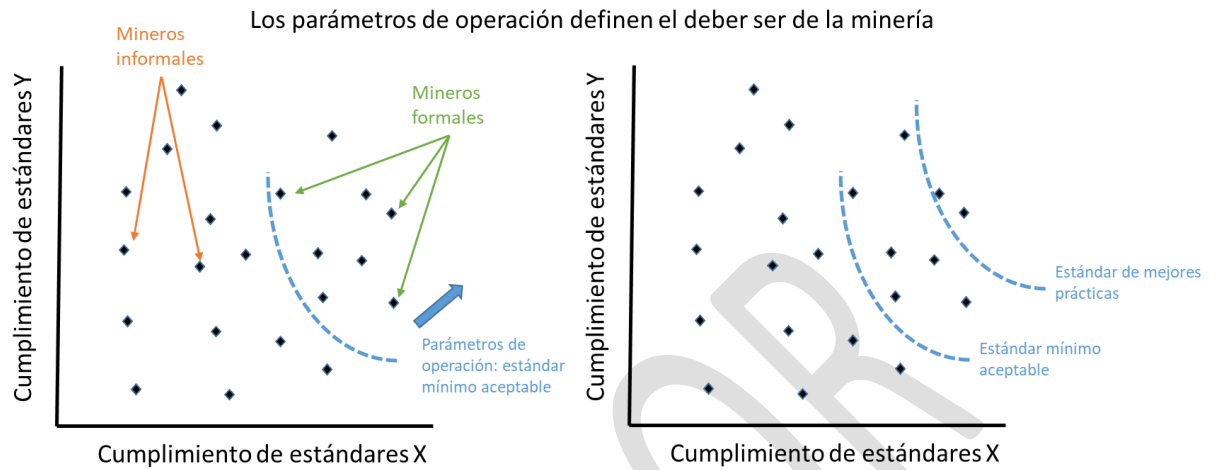 Los parámetros de operación definen el deber ser de la minería
Mineros
informales
Mineros
formales
Cumplimiento de estándares Y
Parámetros de
operación: estándar
mínimo aceptable
Cumplimiento de estándares X
Cumplimiento de estándares Y
Estándar de mejores
prácticas
Estándar mínimo
aceptable
Cumplimiento de estándares X
OR